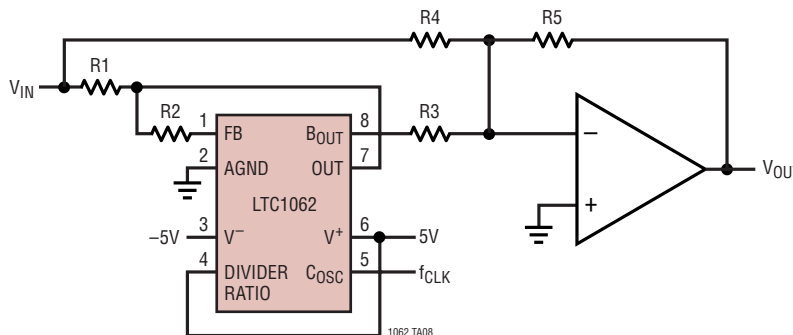 R4
R5
R1
V_IN
R2
1
FB
B_OUT
8
R3
2
AGND
OUT
7
−
V_OU
LTC1062
+
−5V
3
V⁻
V⁺
6
5V
4
DIVIDER
RATIO
C_OSC
5
f_CLK
1062 TA08